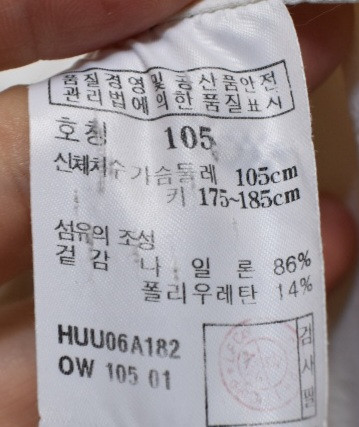 품질경영및공산품안전
관리법에의한품질표시
호칭 105
신체치수 가슴둘레 105cm
키 175~185cm
섬유의 조성
겉감 나일론 86%
폴리우레탄 14%
HUU06A182
OW 105 01
검사필